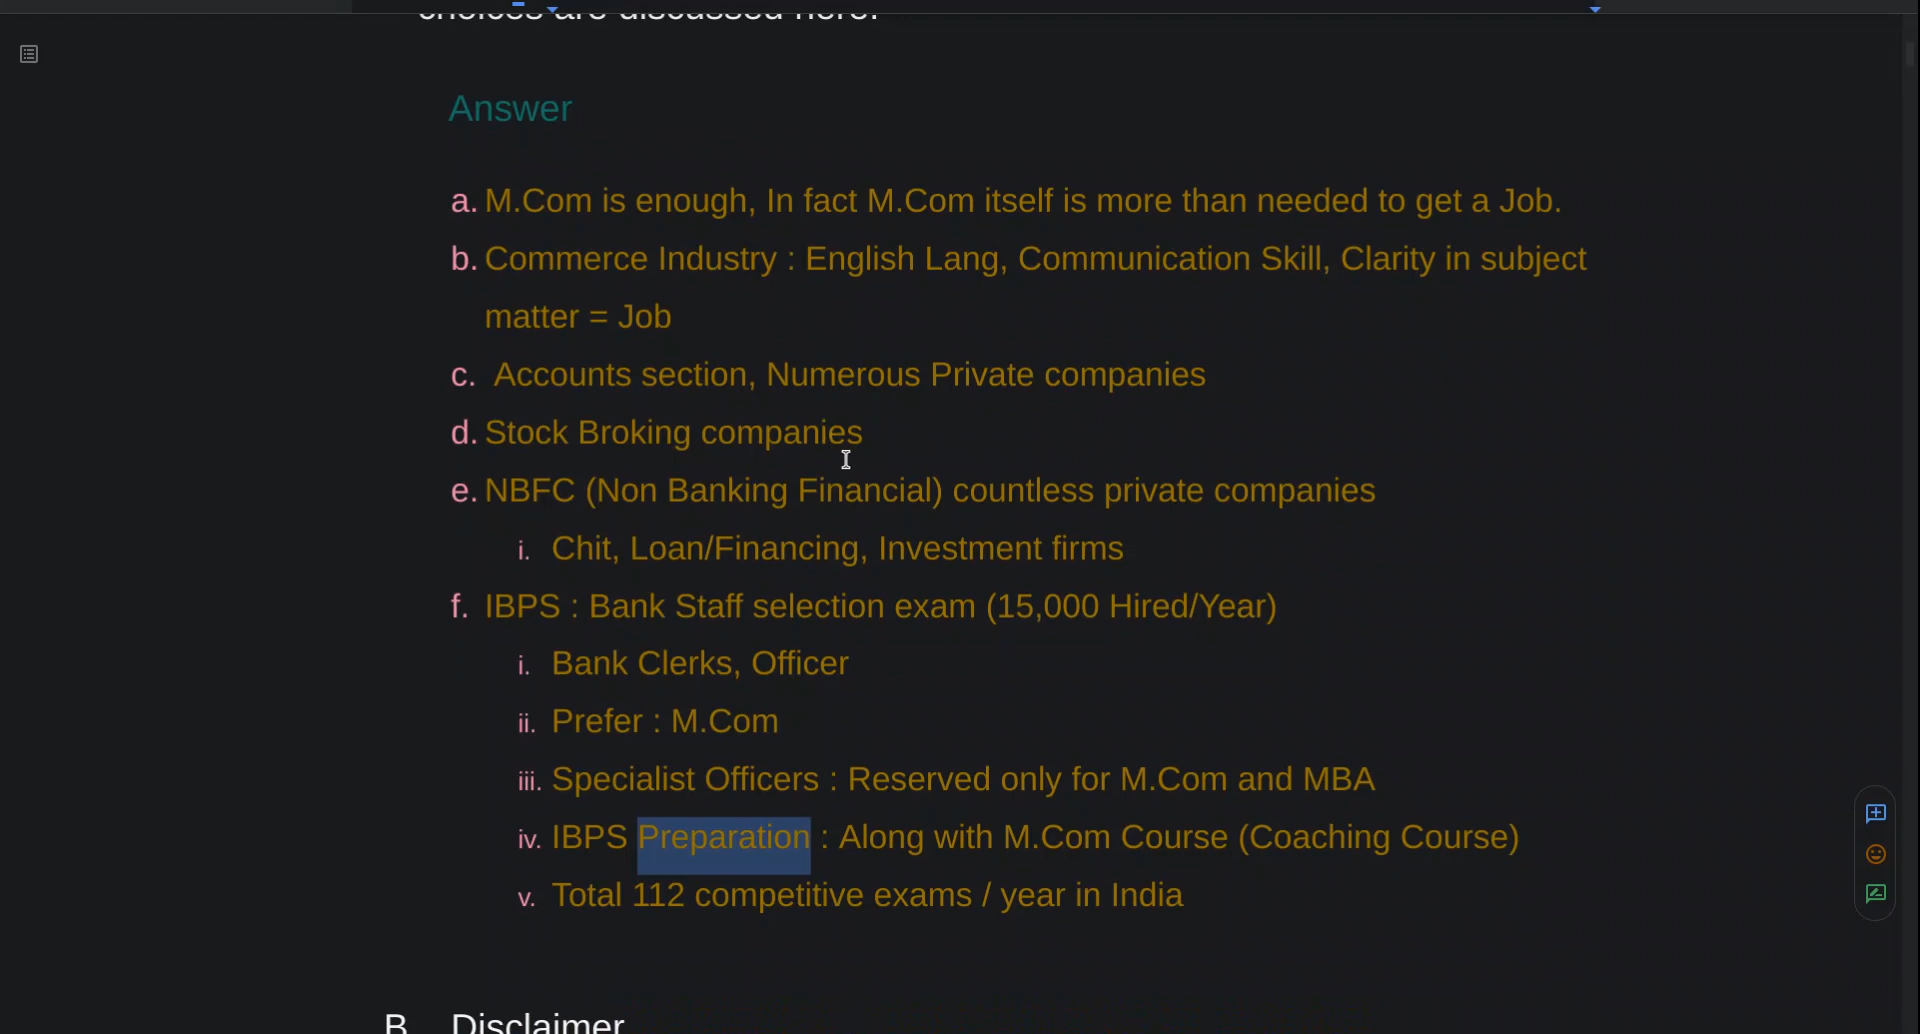 choices are discussed here.
Answer
a. M.Com is enough, In fact M.Com itself is more than needed to get a Job.
b. Commerce Industry : English Lang, Communication Skill, Clarity in subject
matter = Job
c. Accounts section, Numerous Private companies
d. Stock Broking companies
e. NBFC (Non Banking Financial) countless private companies
i. Chit, Loan/Financing, Investment firms
f. IBPS : Bank Staff selection exam (15,000 Hired/Year)
i. Bank Clerks, Officer
ii. Prefer : M.Com
iii. Specialist Officers : Reserved only for M.Com and MBA
iv. IBPS Preparation : Along with M.Com Course (Coaching Course)
v. Total 112 competitive exams / year in India
B Disclaimer